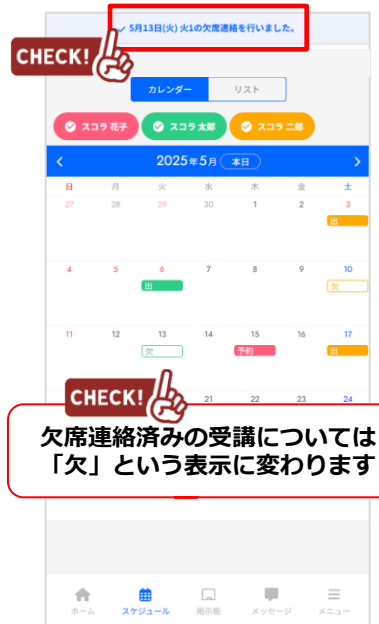 ✓ 5月13日(火) 火1の欠席連絡を行いました。
CHECK!
カレンダー リスト
スコラ花子 スコラ太郎 スコラ二郎
< 2025年5月 本日 >
日 月 火 水 木 金 土
27 28 29 30 1 2 3
出
4 5 6 7 8 9 10
出 欠
11 12 13 14 15 16 17
欠 予約 出
CHECK!
21 22 23 24
欠席連絡済みの受講については
「欠」という表示に変わります
ホーム スケジュール 掲示板 メッセージ メニュー